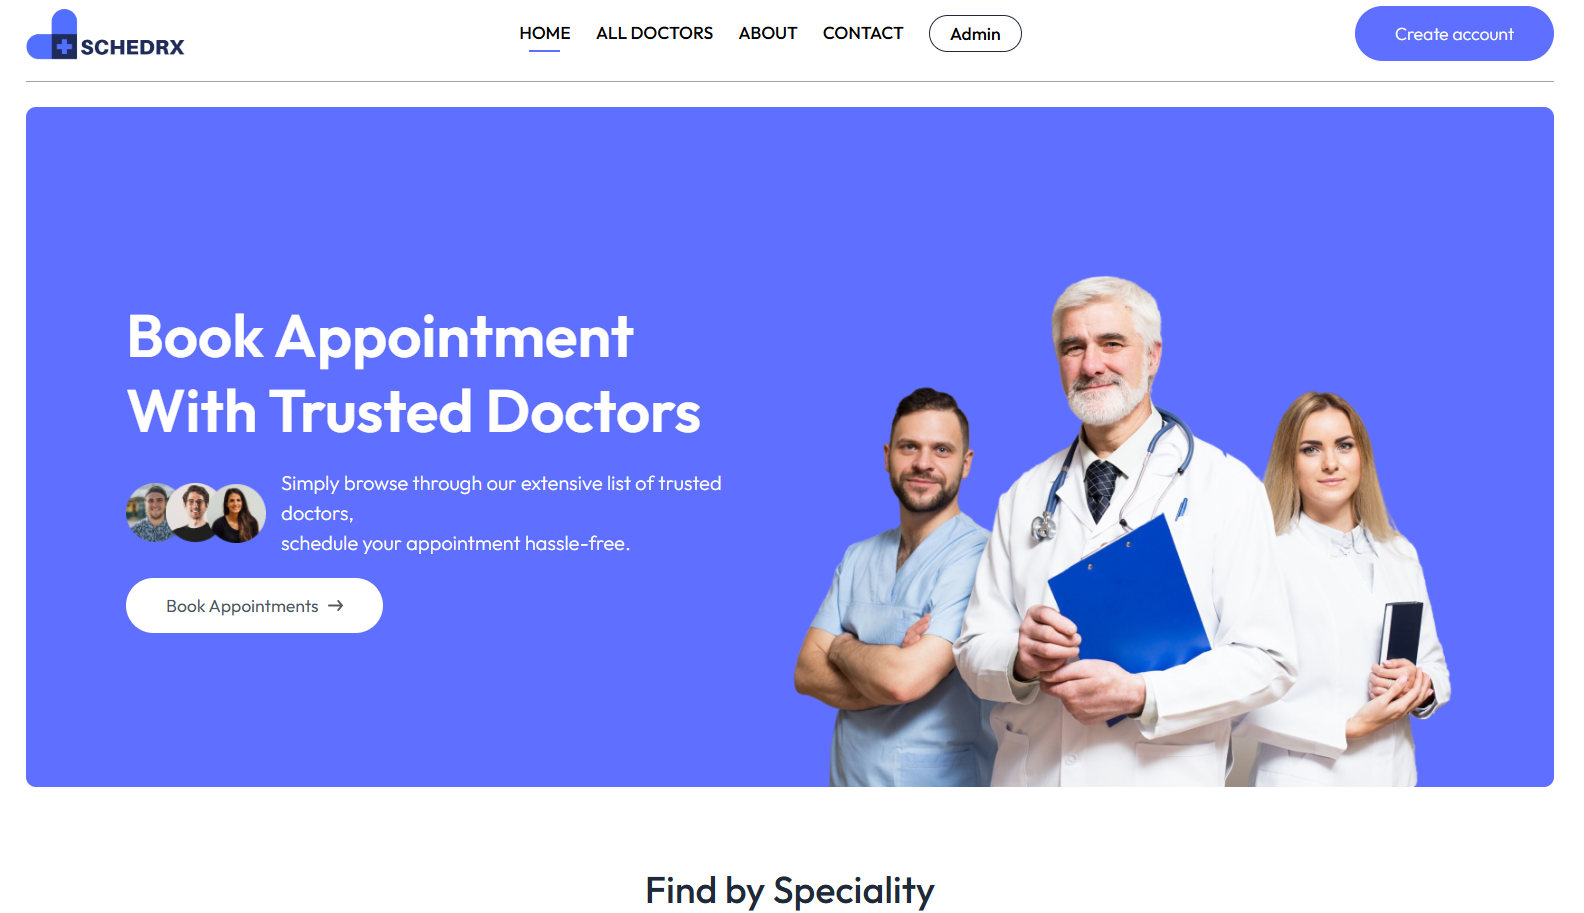 SCHEDRX
HOME ALL DOCTORS ABOUT CONTACT Admin
Create account
Book Appointment
With Trusted Doctors
Simply browse through our extensive list of trusted
doctors,
schedule your appointment hassle-free.
Book Appointments →
Find by Speciality